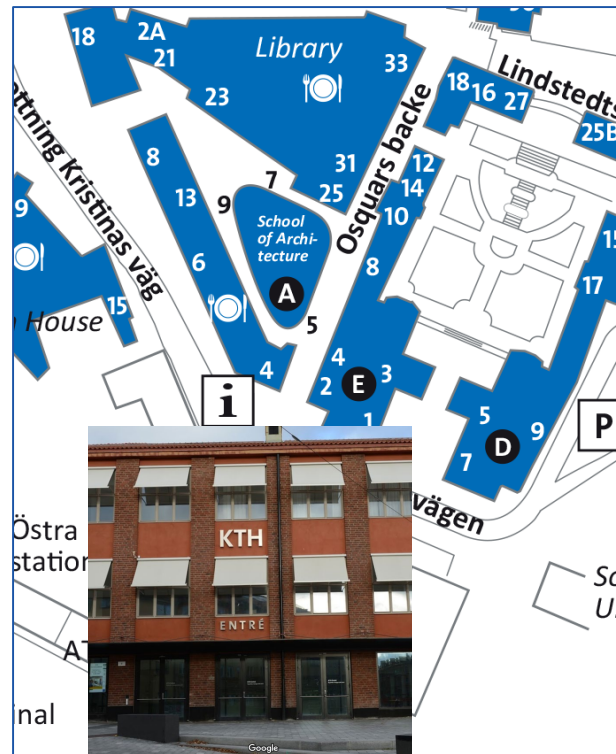 18
2A
21
Library
33
23
18
16
27
Lindstedts
25B
ottning Kristinas väg
Osquars backe
8
13
6
4
7
9
31
25
12
14
10
8
School
of Archi-
tecture
A
5
9
House
15
15
17
4
2
E
3
1
5
7
D
9
i
P
vägen
Östra
station
KTH
ENTRÉ
Google
inal